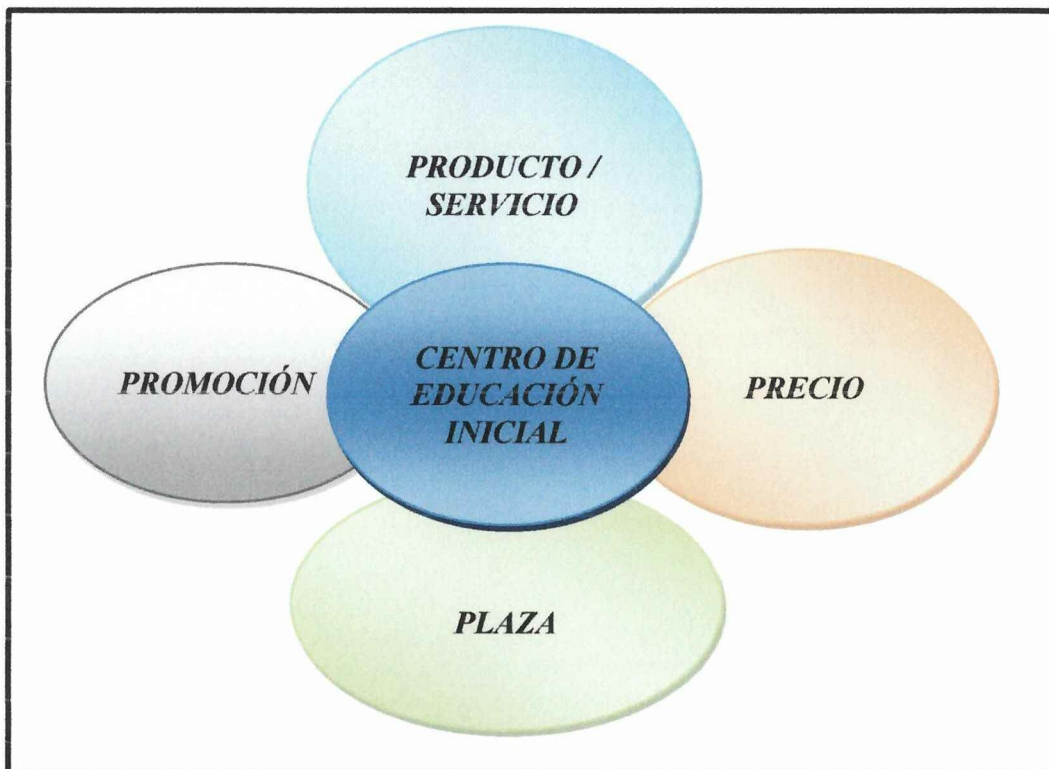 PRODUCTO /
SERVICIO
PROMOCIÓN
CENTRO DE
EDUCACIÓN
INICIAL
PRECIO
PLAZA